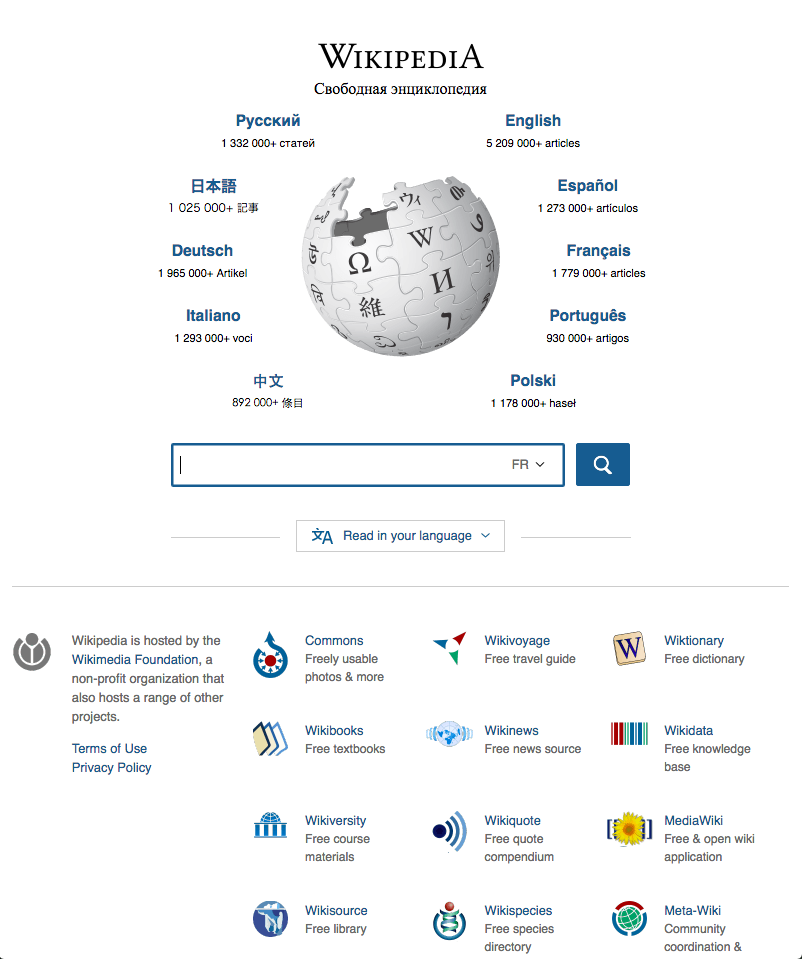 WIKIPEDIA
Свободная энциклопедия
Русский
1 332 000+ статей
English
5 209 000+ articles
日本語
1 025 000+ 記事
Español
1 273 000+ artículos
Deutsch
1 965 000+ Artikel
Français
1 779 000+ articles
Italiano
1 293 000+ voci
Português
930 000+ artigos
中文
892 000+ 條目
Polski
1 178 000+ haseł
Ω
W
И
維
ウィ
FR
文A Read in your language
Wikipedia is hosted by the
Wikimedia Foundation, a
non-profit organization that
also hosts a range of other
projects.
Terms of Use
Privacy Policy
Commons
Freely usable
photos & more
Wikivoyage
Free travel guide
W
Wiktionary
Free dictionary
Wikibooks
Free textbooks
Wikinews
Free news source
Wikidata
Free knowledge
base
Wikiversity
Free course
materials
Wikiquote
Free quote
compendium
MediaWiki
Free & open wiki
application
Wikisource
Free library
Wikispecies
Free species
directory
Meta-Wiki
Community
coordination &